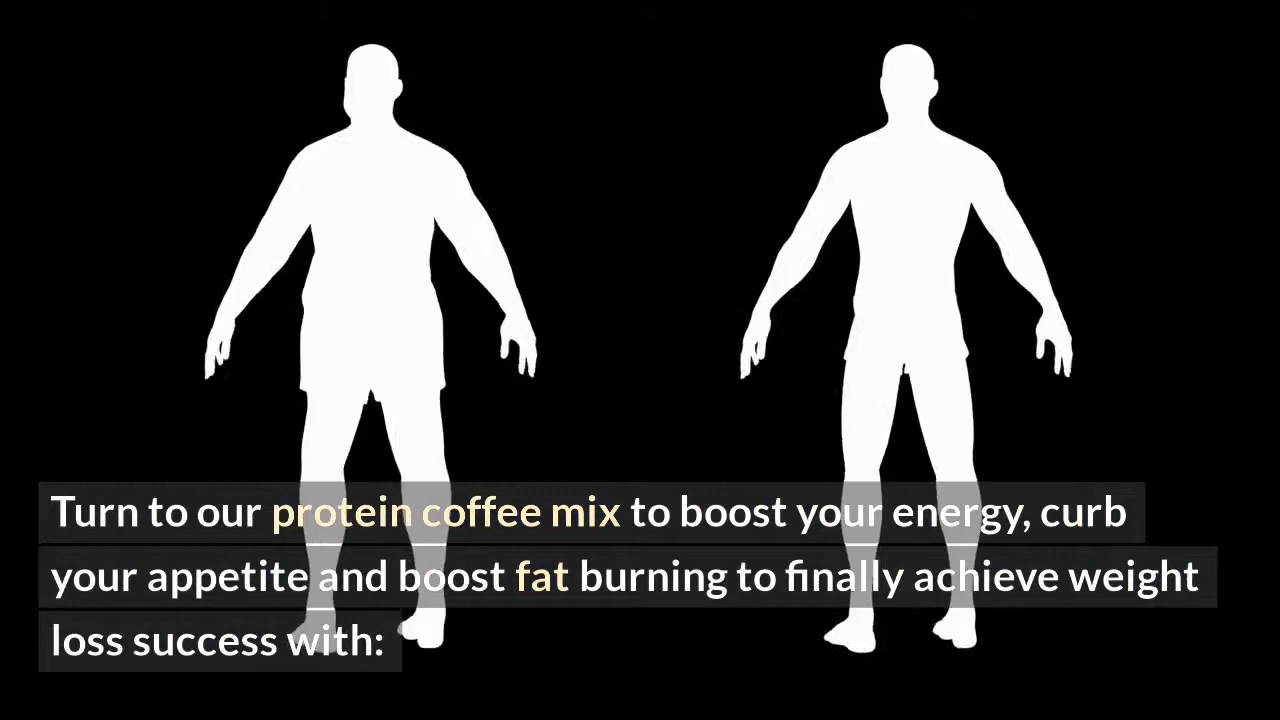 Turn to our protein coffee mix to boost your energy, curb
your appetite and boost fat burning to finally achieve weight
loss success with: